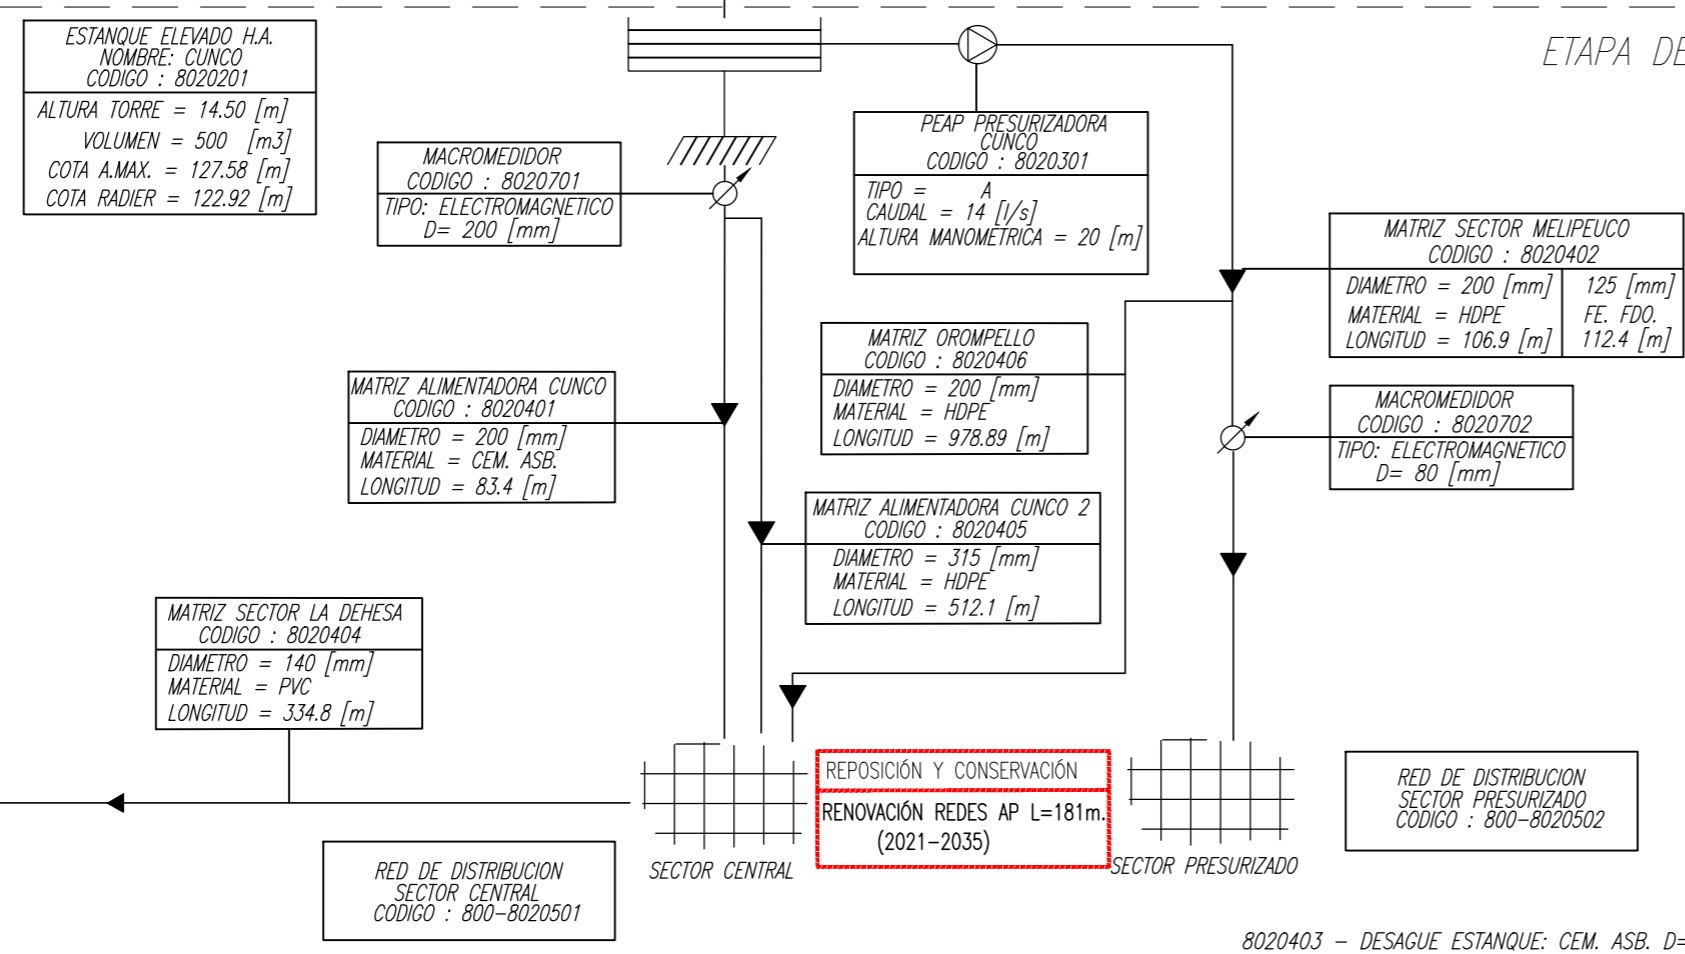 ESTANQUE ELEVADO H.A.
NOMBRE: CUNCO
CODIGO : 8020201
ALTURA TORRE = 14.50 [m]
VOLUMEN = 500 [m3]
COTA A.MAX. = 127.58 [m]
COTA RADIER = 122.92 [m]
ETAPA DE
MACROMEDIDOR
CODIGO : 8020701
TIPO: ELECTROMAGNETICO
D= 200 [mm]
PEAP PRESURIZADORA
CUNCO
CODIGO : 8020301
TIPO = A
CAUDAL = 14 [l/s]
ALTURA MANOMETRICA = 20 [m]
MATRIZ SECTOR MELIPEUCO
CODIGO : 8020402
DIAMETRO = 200 [mm] 125 [mm]
MATERIAL = HDPE FE. FDO.
LONGITUD = 106.9 [m] 112.4 [m]
MATRIZ OROMPELLO
CODIGO : 8020406
DIAMETRO = 200 [mm]
MATERIAL = HDPE
LONGITUD = 978.89 [m]
MATRIZ ALIMENTADORA CUNCO
CODIGO : 8020401
DIAMETRO = 200 [mm]
MATERIAL = CEM. ASB.
LONGITUD = 83.4 [m]
MACROMEDIDOR
CODIGO : 8020702
TIPO: ELECTROMAGNETICO
D= 80 [mm]
MATRIZ ALIMENTADORA CUNCO 2
CODIGO : 8020405
DIAMETRO = 315 [mm]
MATERIAL = HDPE
LONGITUD = 512.1 [m]
MATRIZ SECTOR LA DEHESA
CODIGO : 8020404
DIAMETRO = 140 [mm]
MATERIAL = PVC
LONGITUD = 334.8 [m]
REPOSICIÓN Y CONSERVACIÓN
RENOVACIÓN REDES AP L=181m.
(2021-2035)
RED DE DISTRIBUCION
SECTOR PRESURIZADO
CODIGO : 800-8020502
SECTOR CENTRAL
SECTOR PRESURIZADO
RED DE DISTRIBUCION
SECTOR CENTRAL
CODIGO : 800-8020501
8020403 - DESAGUE ESTANQUE: CEM. ASB. D=